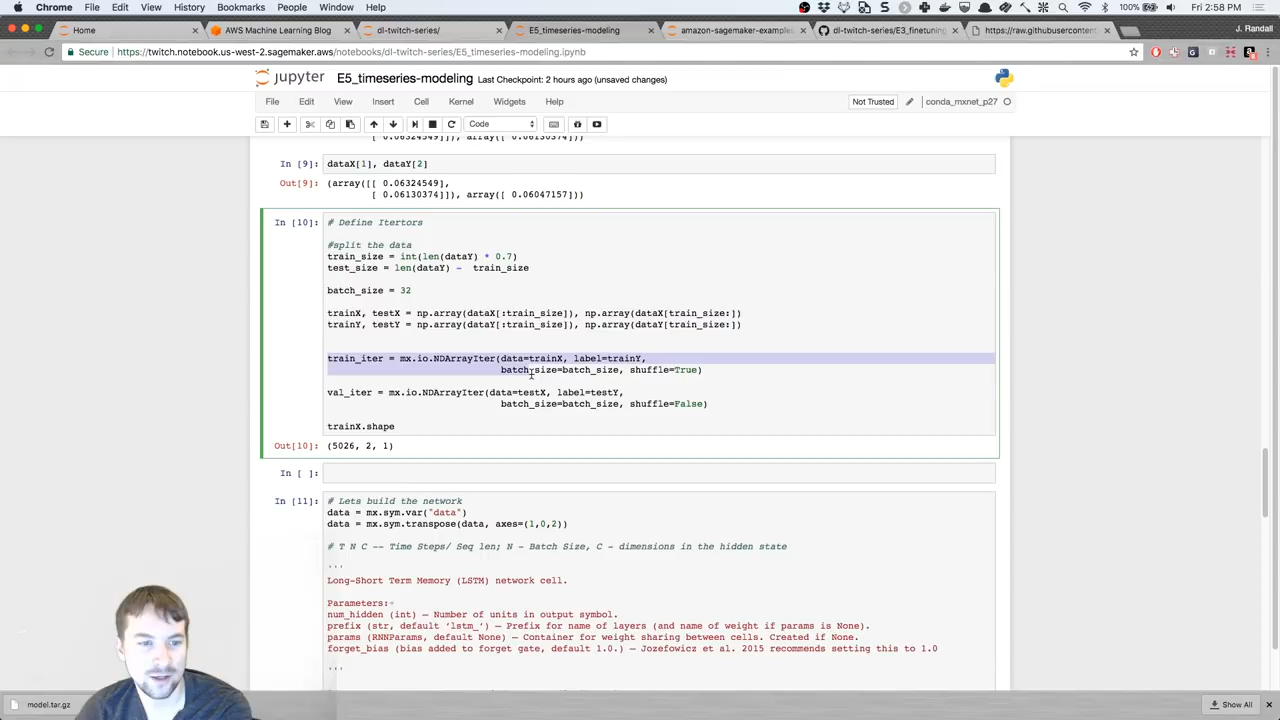 Chrome File Edit View History Bookmarks People Window Help
100% Fri 2:58 PM
Home
AWS Machine Learning Blog
dl-twitch-series/
E5_timeseries-modeling
amazon-sagemaker-examples
dl-twitch-series/E3_finetuning
https://raw.githubusercontent
J. Randall
Secure https://twitch.notebook.us-west-2.sagemaker.aws/notebooks/dl-twitch-series/E5_timeseries-modeling.ipynb
jupyter E5_timeseries-modeling Last Checkpoint: 2 hours ago (unsaved changes)
File Edit View Insert Cell Kernel Widgets Help
Not Trusted conda_mxnet_p27
Code
[ 0.06324549]]), array([ 0.06130374]))
In [9]: dataX[1], dataY[2]
Out[9]: (array([[ 0.06324549],
[ 0.06130374]]), array([ 0.06047157]))
In [10]: # Define Itertors
#split the data
train_size = int(len(dataY) * 0.7)
test_size = len(dataY) - train_size
batch_size = 32
trainX, testX = np.array(dataX[:train_size]), np.array(dataX[train_size:])
trainY, testY = np.array(dataY[:train_size]), np.array(dataY[train_size:])
train_iter = mx.io.NDArrayIter(data=trainX, label=trainY,
batch_size=batch_size, shuffle=True)
val_iter = mx.io.NDArrayIter(data=testX, label=testY,
batch_size=batch_size, shuffle=False)
trainX.shape
Out[10]: (5026, 2, 1)
In [ ]:
In [11]: # Lets build the network
data = mx.sym.var("data")
data = mx.sym.transpose(data, axes=(1,0,2))
# T N C -- Time Steps/ Seq len; N - Batch Size, C - dimensions in the hidden state
'''
Long-Short Term Memory (LSTM) network cell.
Parameters:
num_hidden (int) – Number of units in output symbol.
prefix (str, default 'lstm_') – Prefix for name of layers (and name of weight if params is None).
params (RNNParams, default None) – Container for weight sharing between cells. Created if None.
forget_bias (bias added to forget gate, default 1.0.) – Jozefowicz et al. 2015 recommends setting this to 1.0
'''
model.tar.gz
Show All